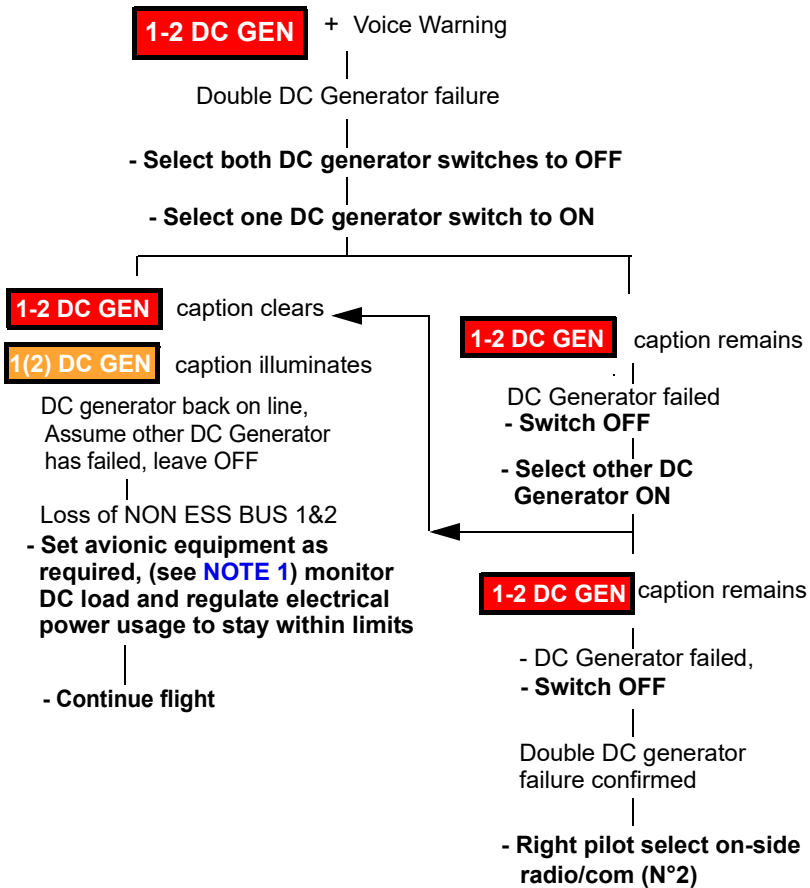 1-2 DC GEN + Voice Warning
Double DC Generator failure
- Select both DC generator switches to OFF
- Select one DC generator switch to ON
1-2 DC GEN caption clears
1(2) DC GEN caption illuminates
DC generator back on line,
Assume other DC Generator
has failed, leave OFF
Loss of NON ESS BUS 1&2
- Set avionic equipment as
required, (see NOTE 1) monitor
DC load and regulate electrical
power usage to stay within limits
- Continue flight
1-2 DC GEN caption remains
DC Generator failed
- Switch OFF
- Select other DC
Generator ON
1-2 DC GEN caption remains
- DC Generator failed,
- Switch OFF
Double DC generator
failure confirmed
- Right pilot select on-side
radio/com (N°2)